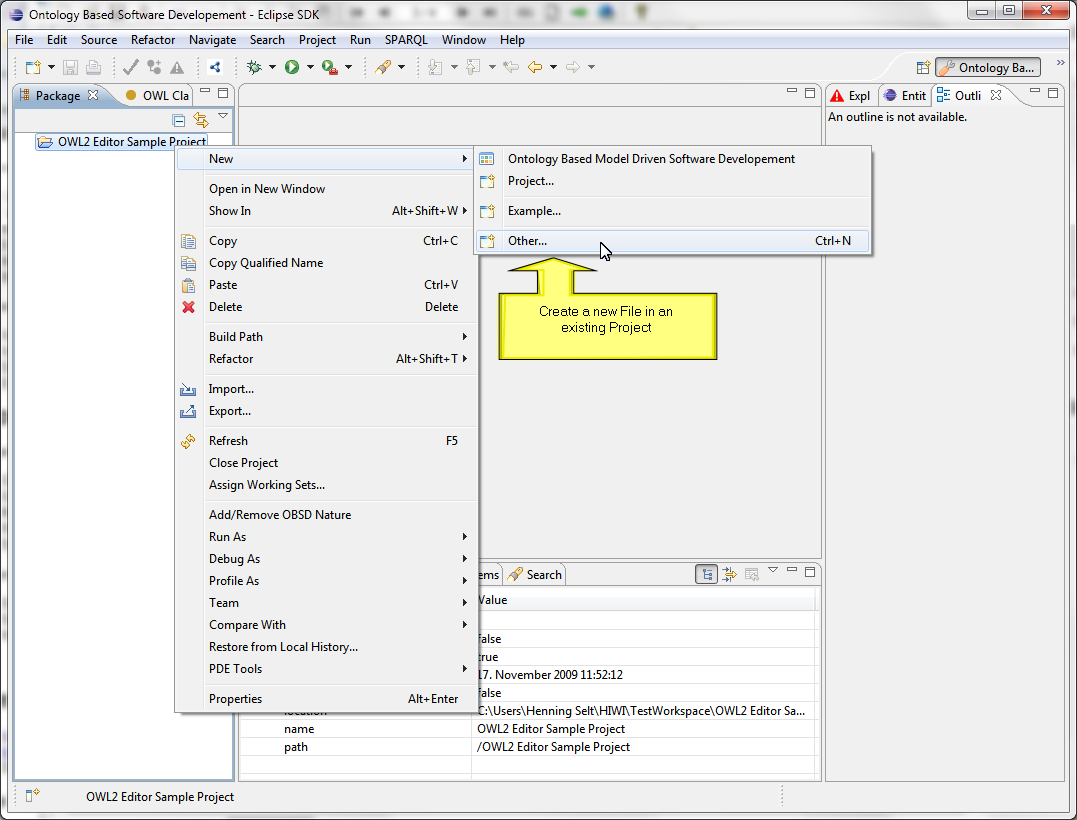 Ontology Based Software Developement - Eclipse SDK
File Edit Source Refactor Navigate Search Project Run SPARQL Window Help
Ontology Ba...
Package OWL Cla
Expl Entit Outli
An outline is not available.
OWL2 Editor Sample Project
New
Open in New Window
Show In Alt+Shift+W
Copy Ctrl+C
Copy Qualified Name
Paste Ctrl+V
Delete Delete
Build Path
Refactor Alt+Shift+T
Import...
Export...
Refresh F5
Close Project
Assign Working Sets...
Add/Remove OBSD Nature
Run As
Debug As
Profile As
Team
Compare With
Restore from Local History...
PDE Tools
Properties Alt+Enter
Ontology Based Model Driven Software Developement
Project...
Example...
Other... Ctrl+N
Create a new File in an
existing Project
ems Search
Value
false
true
17. November 2009 11:52:12
false
location C:\Users\Henning Selt\HIWI\TestWorkspace\OWL2 Editor Sa...
name OWL2 Editor Sample Project
path /OWL2 Editor Sample Project
OWL2 Editor Sample Project